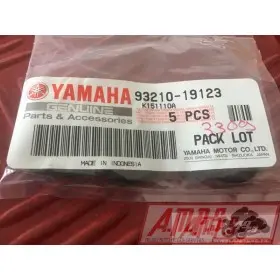 YAMAHA 93210-19123
K151110A
GENUINE
Parts & Accessories
5 PCS
PACK LOT
YAMAHA MOTOR CO., LTD.
MADE IN INDONESIA